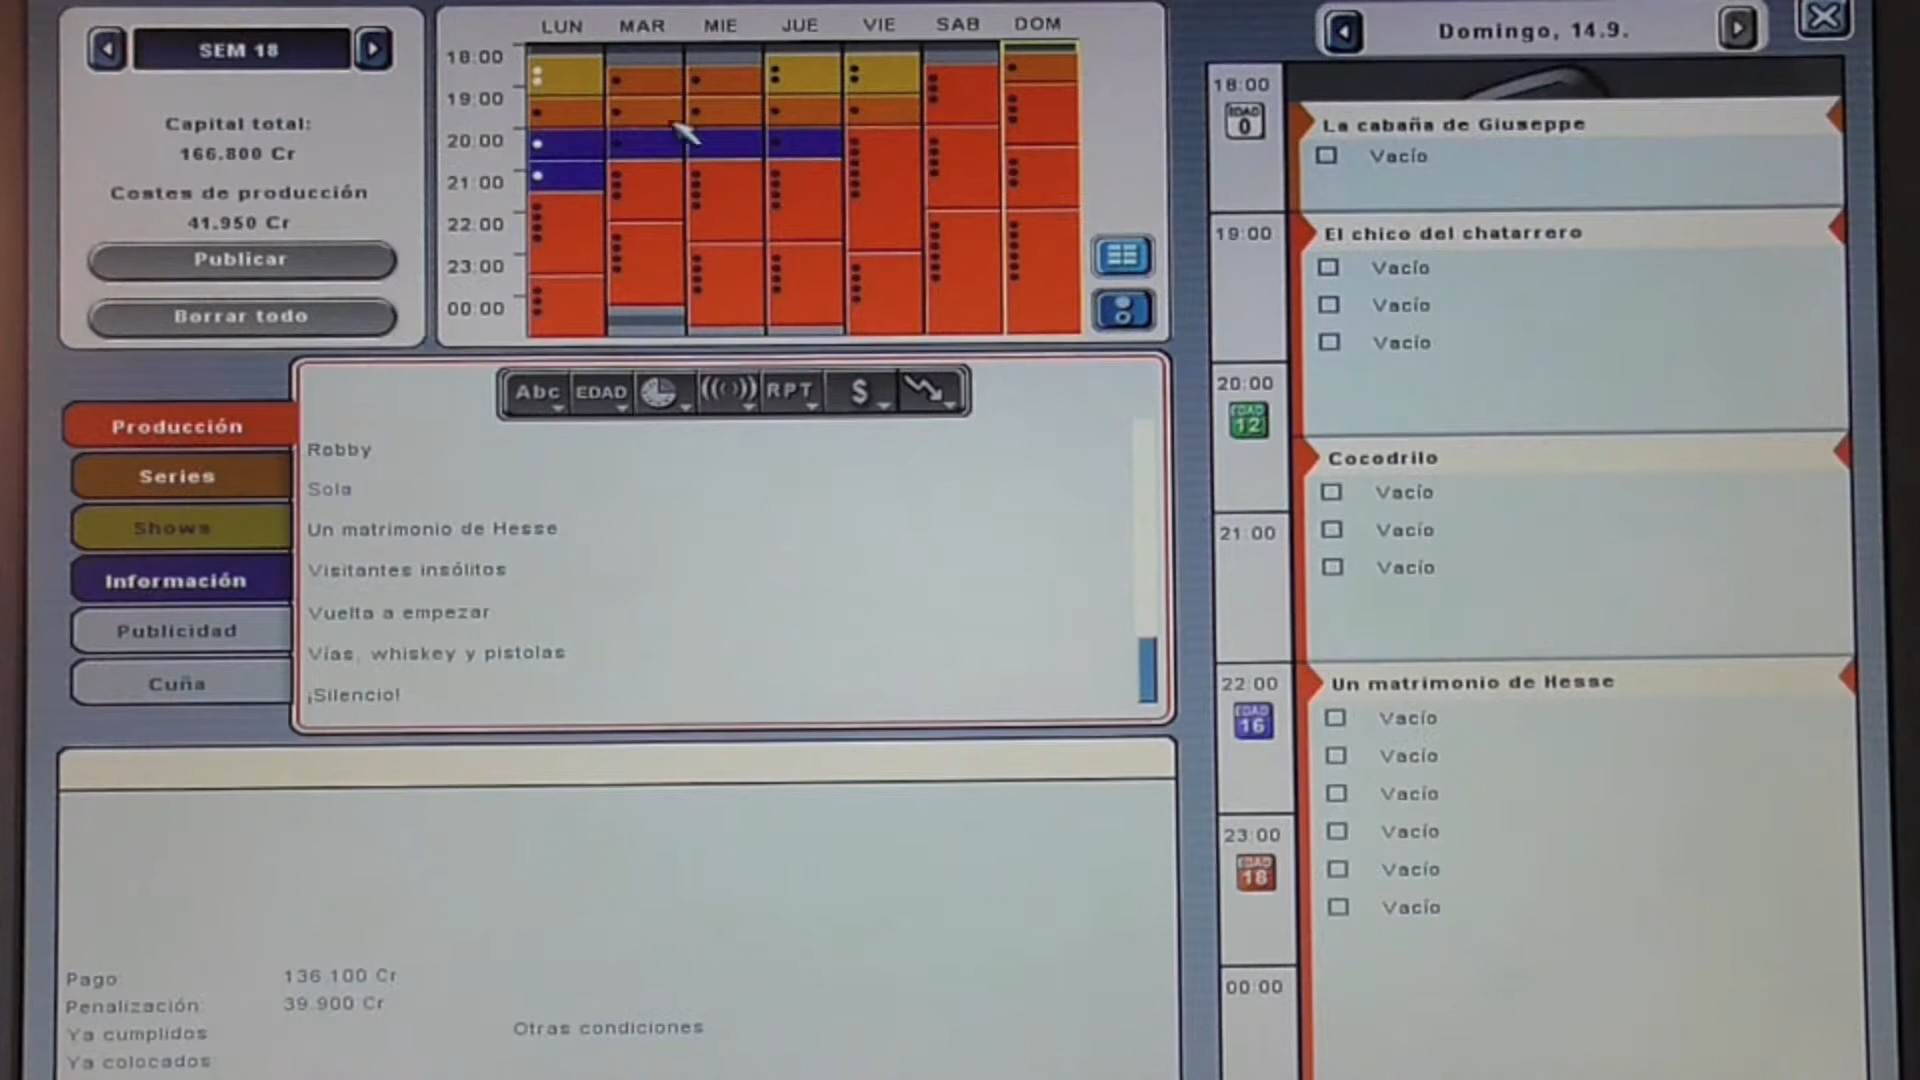 SEM 18
Capital total:
166.800 Cr
Costes de producción
41.950 Cr
Publicar
Borrar todo
LUN MAR MIE JUE VIE SAB DOM
18:00
19:00
20:00
21:00
22:00
23:00
00:00
Domingo, 14.9.
18:00
EDAD
0
La cabaña de Giuseppe
Vacío
19:00
El chico del chatarrero
Vacío
Vacío
Vacío
20:00
EDAD
12
Cocodrilo
Vacío
Vacío
Vacío
21:00
22:00
EDAD
16
Un matrimonio de Hesse
Vacío
Vacío
Vacío
Vacío
Vacío
Vacío
23:00
EDAD
18
00:00
Producción
Series
Shows
Información
Publicidad
Cuña
Abc EDAD RPT $
Robby
Sola
Un matrimonio de Hesse
Visitantes insólitos
Vuelta a empezar
Vías, whiskey y pistolas
¡Silencio!
Pago: 136.100 Cr
Penalización: 39.900 Cr
Ya cumplidos
Ya colocados
Otras condiciones